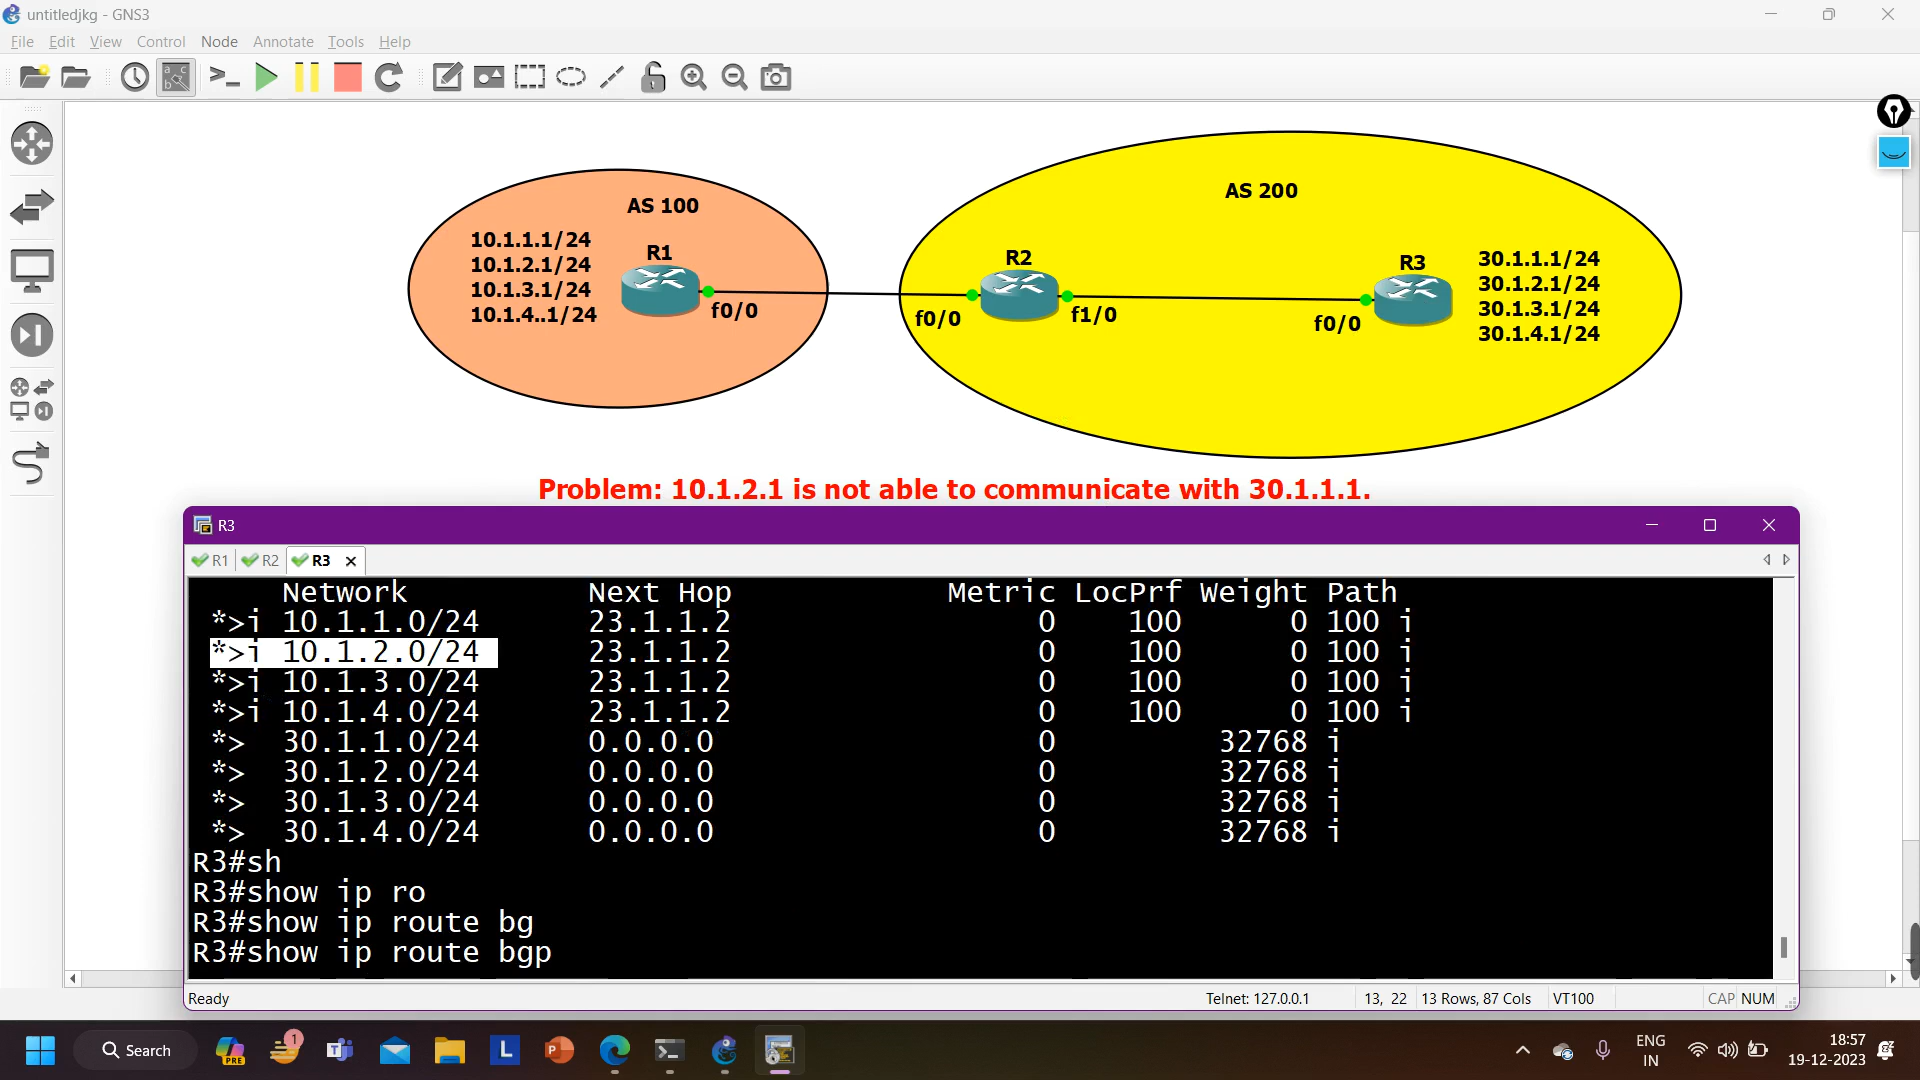 untitledjkg - GNS3
File Edit View Control Node Annotate Tools Help
AS 100
10.1.1.1/24
10.1.2.1/24
10.1.3.1/24
10.1.4..1/24
R1
f0/0
AS 200
R2
f0/0
f1/0
R3
f0/0
30.1.1.1/24
30.1.2.1/24
30.1.3.1/24
30.1.4.1/24
Problem: 10.1.2.1 is not able to communicate with 30.1.1.1.
R3
R1 R2 R3
Network Next Hop Metric LocPrf Weight Path
*>i 10.1.1.0/24 23.1.1.2 0 100 0 100 i
*>i 10.1.2.0/24 23.1.1.2 0 100 0 100 i
*>i 10.1.3.0/24 23.1.1.2 0 100 0 100 i
*>i 10.1.4.0/24 23.1.1.2 0 100 0 100 i
*> 30.1.1.0/24 0.0.0.0 0 32768 i
*> 30.1.2.0/24 0.0.0.0 0 32768 i
*> 30.1.3.0/24 0.0.0.0 0 32768 i
*> 30.1.4.0/24 0.0.0.0 0 32768 i
R3#sh
R3#show ip ro
R3#show ip route bg
R3#show ip route bgp
Ready Telnet: 127.0.0.1 13, 22 13 Rows, 87 Cols VT100 CAP NUM
Search
PRE
1
L
ENG
IN
18:57
19-12-2023